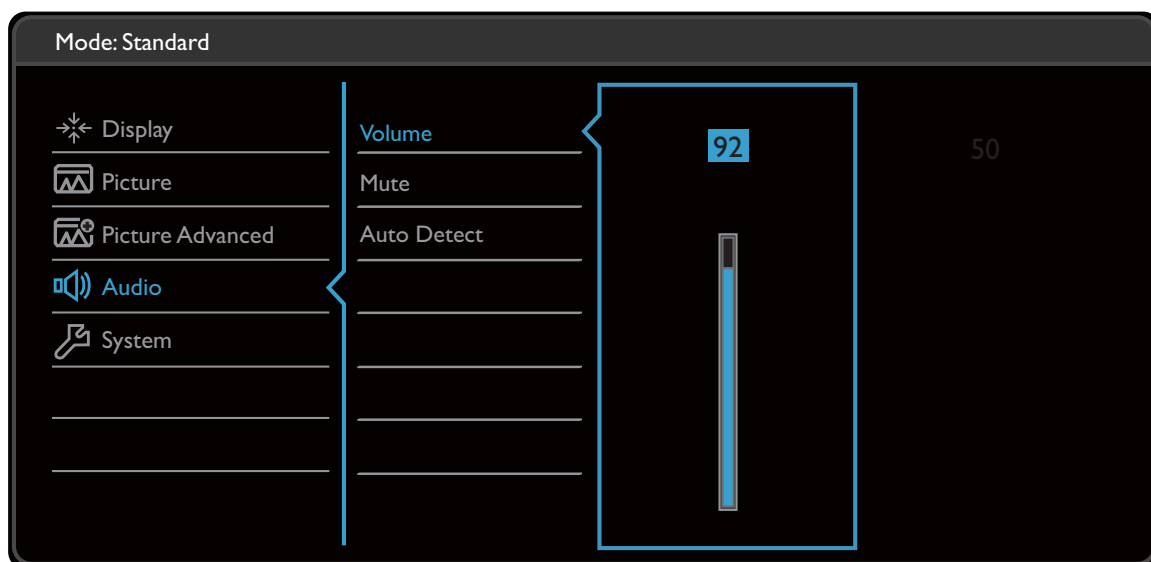 Mode: Standard
Display
Picture
Picture Advanced
Audio
System
Volume
Mute
Auto Detect
92
50